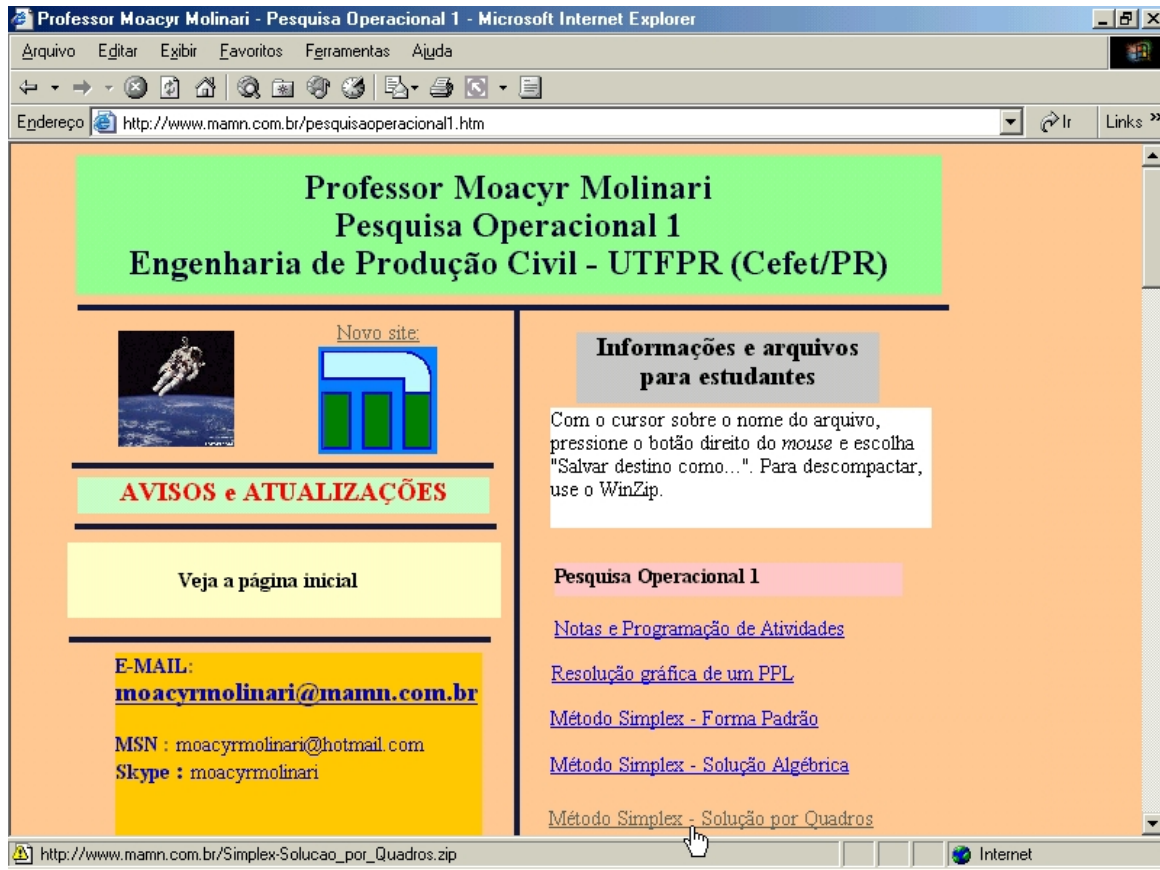 Professor Moacyr Molinari - Pesquisa Operacional 1 - Microsoft Internet Explorer
Arquivo Editar Exibir Favoritos Ferramentas Ajuda
Endereço http://www.mamn.com.br/pesquisaoperacional1.htm Ir Links »
Professor Moacyr Molinari
Pesquisa Operacional 1
Engenharia de Produção Civil - UTFPR (Cefet/PR)
Novo site:
AVISOS e ATUALIZAÇÕES
Veja a página inicial
E-MAIL:
moacyrmolinari@mamn.com.br
MSN : moacyrmolinari@hotmail.com
Skype : moacyrmolinari
Informações e arquivos
para estudantes
Com o cursor sobre o nome do arquivo,
pressione o botão direito do mouse e escolha
"Salvar destino como...". Para descompactar,
use o WinZip.
Pesquisa Operacional 1
Notas e Programação de Atividades
Resolução gráfica de um PPL
Método Simplex - Forma Padrão
Método Simplex - Solução Algébrica
Método Simplex - Solução por Quadros
http://www.mamn.com.br/Simplex-Solucao_por_Quadros.zip Internet